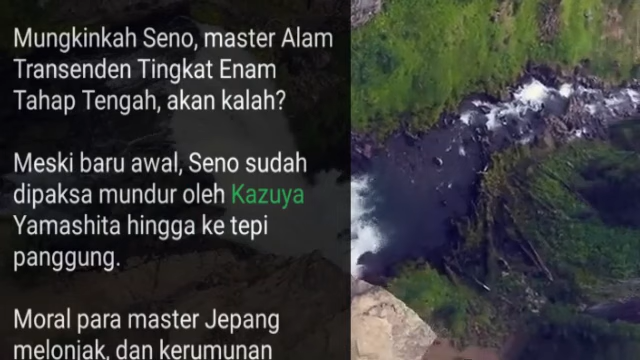 Mungkinkah Seno, master Alam
Transenden Tingkat Enam
Tahap Tengah, akan kalah?
Meski baru awal, Seno sudah
dipaksa mundur oleh Kazuya
Yamashita hingga ke tepi
panggung.
Moral para master Jepang
melonjak, dan kerumunan